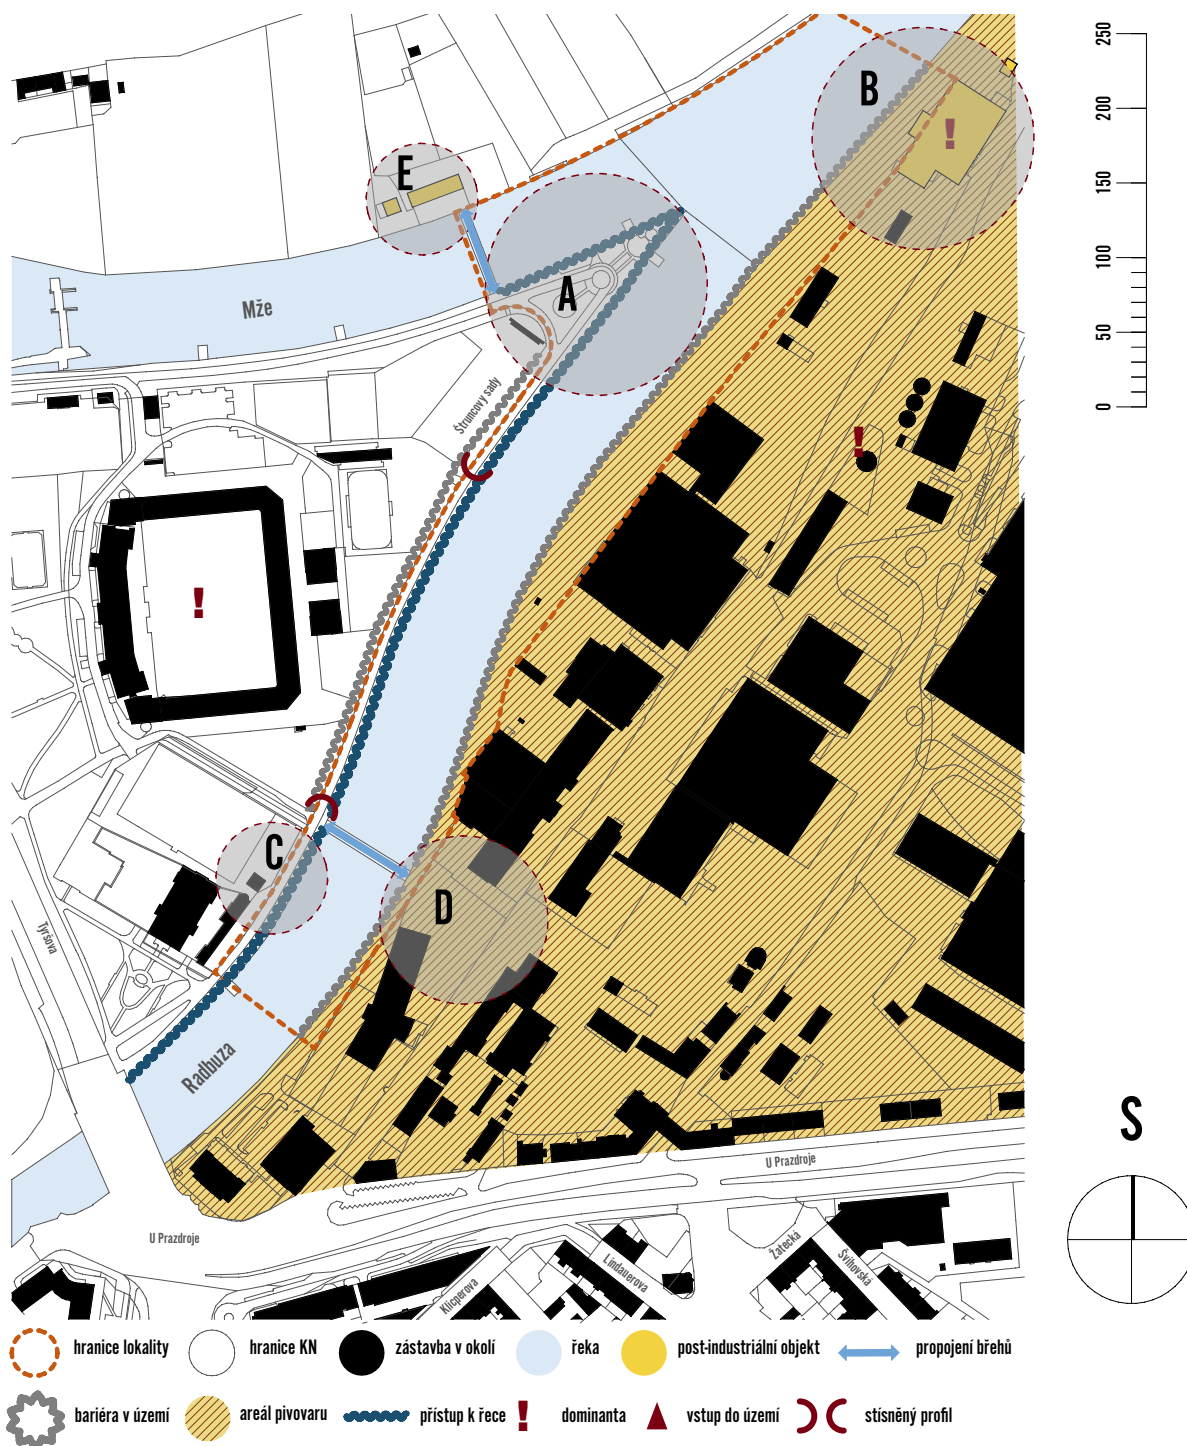 B
E
A
Mže
Štruncovy sady
!
!
!
C
D
Tyršova
Radbuza
U Prazdroje
U Prazdroje
Klicperova
Lindauerova
Žatecká
Švihovská
250
200
150
100
50
0
S
hranice lokality
hranice KN
zástavba v okolí
řeka
post-industriální objekt
propojení břehů
bariéra v území
areál pivovaru
přístup k řece
! dominanta
vstup do území
stísněný profil